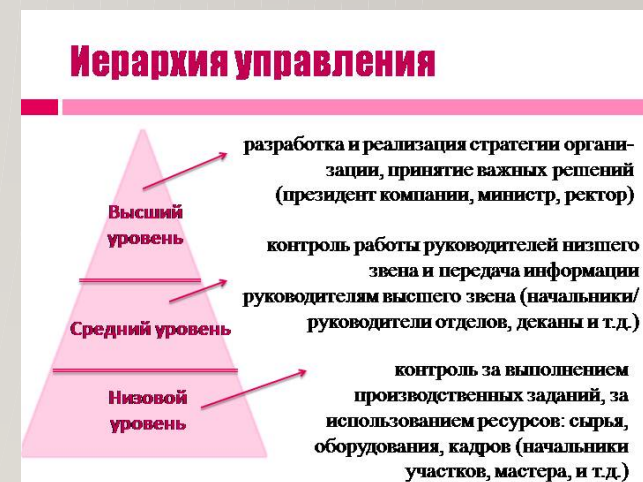 Иерархия управления
разработка и реализация стратегии органи-
зации, принятие важных решений
(президент компании, министр, ректор)
Высший
уровень
контроль работы руководителей низшего
звена и передача информации
руководителям высшего звена (начальники/
руководители отделов, деканы и т.д.)
Средний уровень
контроль за выполнением
производственных заданий, за
использованием ресурсов: сырья,
оборудования, кадров (начальники
участков, мастера, и т.д.)
Низовой
уровень